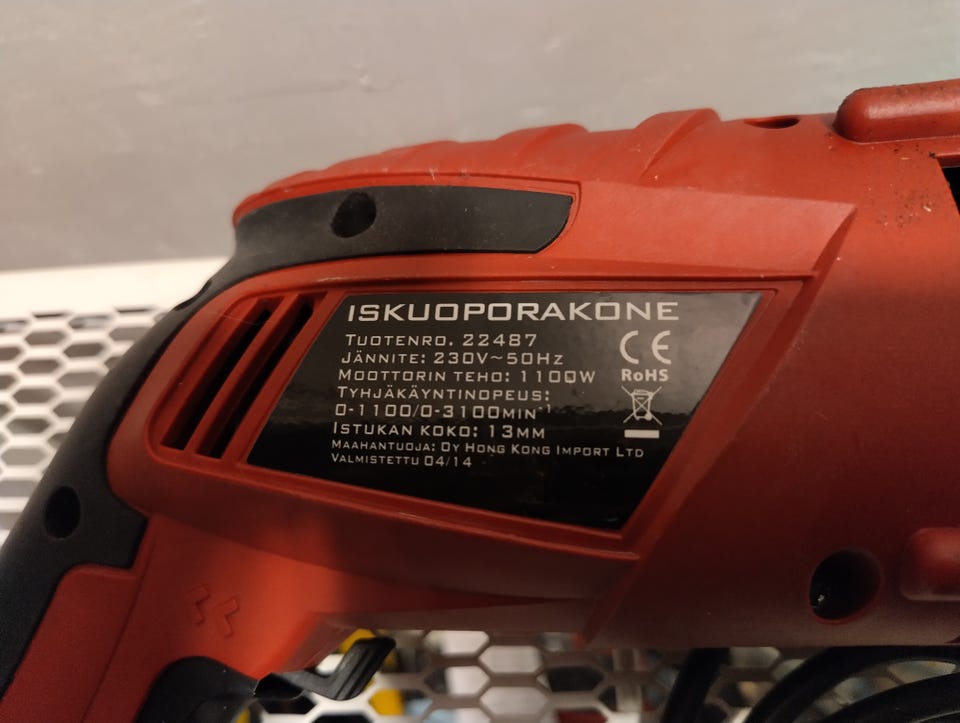 ISKUOPORAKONE
TUOTENRO. 22487
JÄNNITE: 230V~50HZ
MOOTTORIN TEHO: 1100W
TYHJÄKÄYNTINOPEUS:
0-1100/0-3100MIN⁻¹
ISTUKAN KOKO: 13MM
MAAHANTUOJA: OY HONG KONG IMPORT LTD
VALMISTETTU 04/14
CE
RoHS